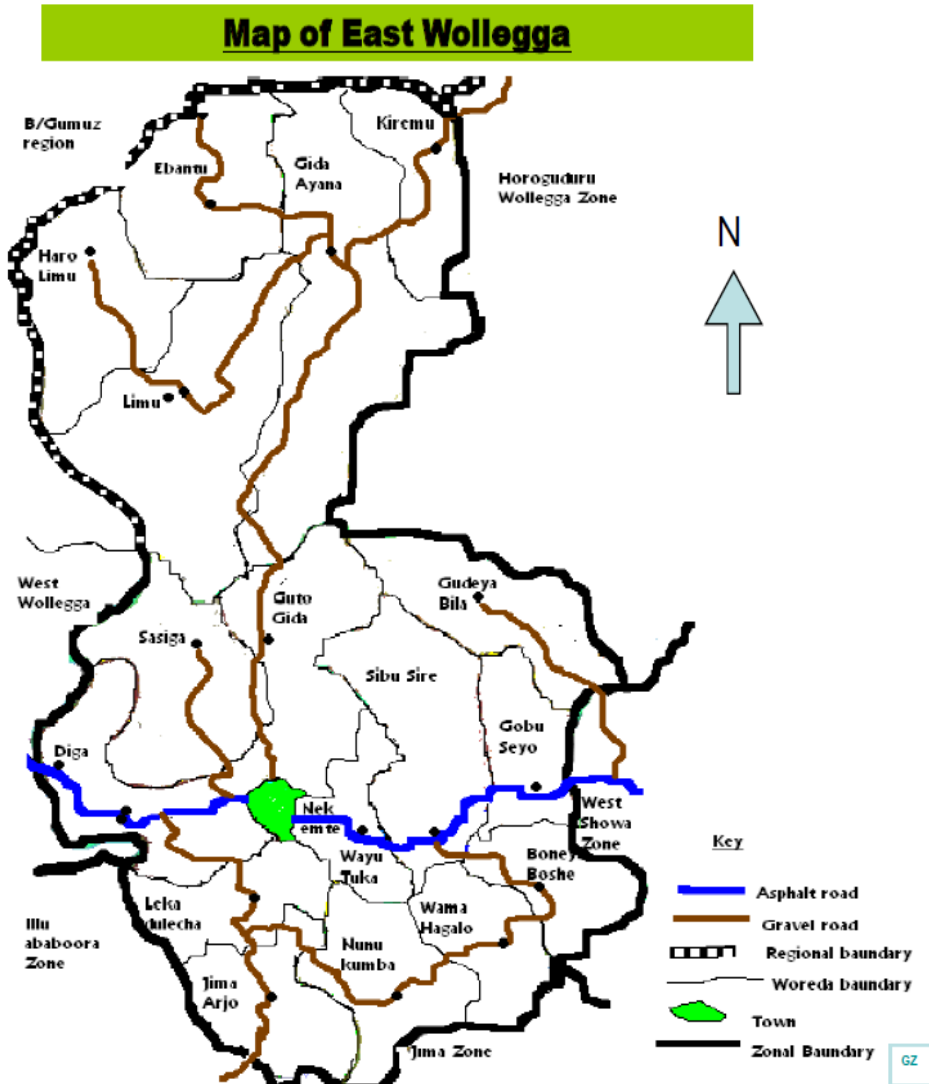 Map of East Wollegga
B/Gumuz
region
Kiremu
Ebantu
Gida
Ayana
Horoguduru
Wollegga Zone
N
Haro
Limu
Limu
West
Wollegga
Guto
Gida
Gudeya
Bila
Sasiga
Sibu Sire
Gobu
Seyo
Diga
Nek
emte
West
Showa
Zone
Wayu
Tuka
Boney
Boshe
Key
Asphalt road
Leka
dulecha
Wama
Hagalo
Illu
ababoora
Zone
Gravel road
Nunu
kumba
Regional baundary
Jima
Arjo
Woreda baundary
Town
Jima Zone
Zonal Baundary
GZ